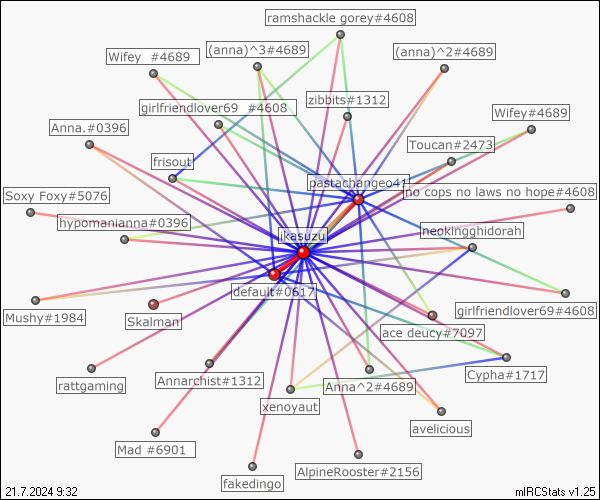 ramshackle gorey#4608
Wifey   #4689
(anna)^3#4689
(anna)^2#4689
girlfriendlover69   #4608
zibbits#1312
Wifey#4689
Anna.#0396
Toucan#2473
frisout
pastachangeo41
no cops no laws no hope#4608
Soxy Foxy#5076
hypomanianna#0396
ikasuzu
neokingghidorah
default#0617
Mushy#1984
Skalman
girlfriendlover69#4608
ace deucy#7097
rattgaming
Annarchist#1312
Anna^2#4689
Cypha#1717
xenoyaut
avelicious
Mad #6901
AlpineRooster#2156
fakedingo
21.7.2024 9:32
mIRCStats v1.25